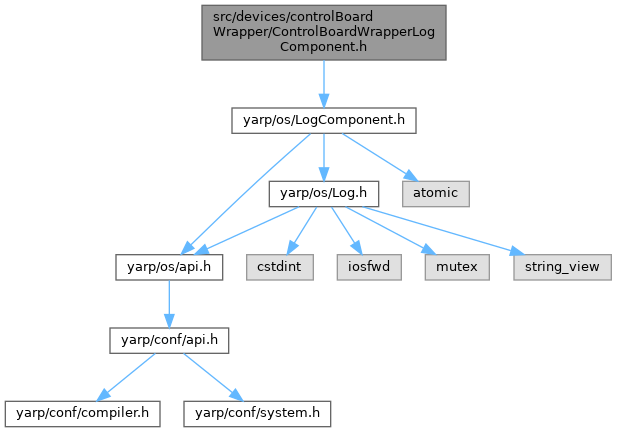 src/devices/controlBoard
Wrapper/ControlBoardWrapperLog
Component.h
yarp/os/LogComponent.h
yarp/os/Log.h
atomic
yarp/os/api.h
cstdint
iosfwd
mutex
string_view
yarp/conf/api.h
yarp/conf/compiler.h
yarp/conf/system.h